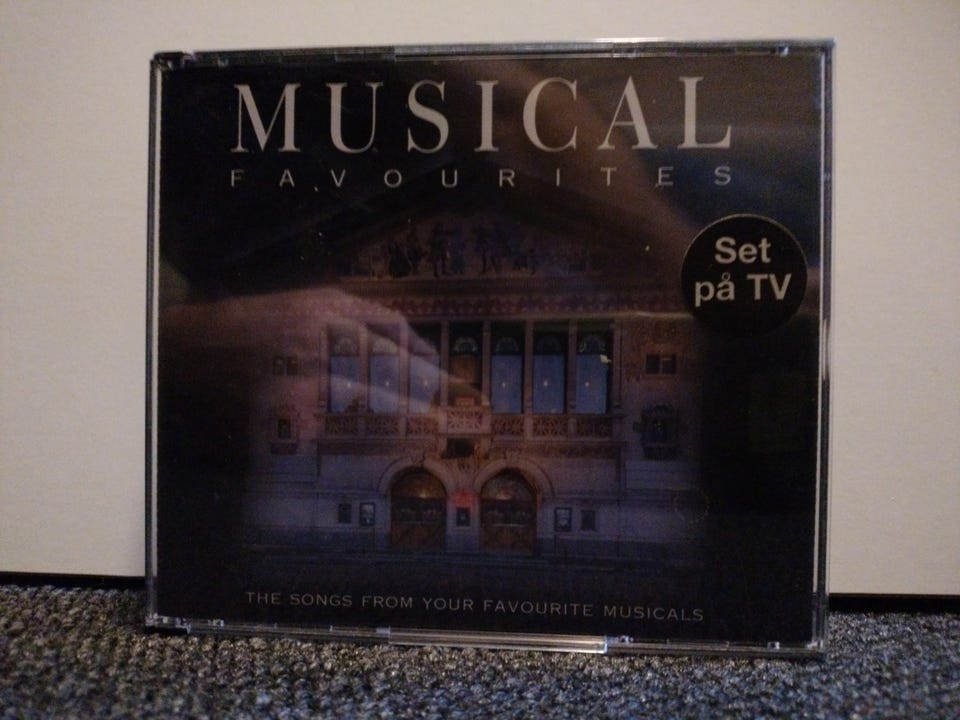 MUSICAL
FAVOURITES
Set
på TV
THE SONGS FROM YOUR FAVOURITE MUSICALS